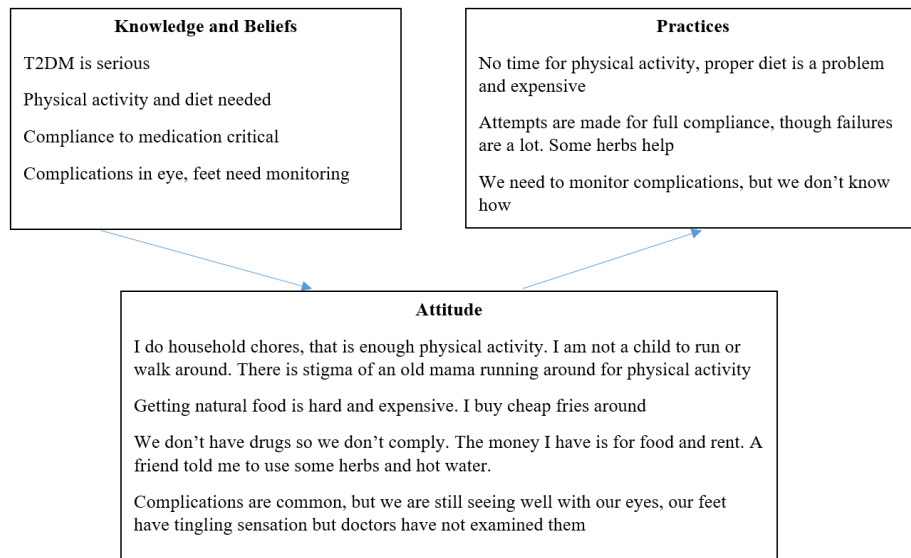 Knowledge and Beliefs
T2DM is serious
Physical activity and diet needed
Compliance to medication critical
Complications in eye, feet need monitoring
Practices
No time for physical activity, proper diet is a problem
and expensive
Attempts are made for full compliance, though failures
are a lot. Some herbs help
We need to monitor complications, but we don’t know
how
Attitude
I do household chores, that is enough physical activity. I am not a child to run or
walk around. There is stigma of an old mama running around for physical activity
Getting natural food is hard and expensive. I buy cheap fries around
We don’t have drugs so we don’t comply. The money I have is for food and rent. A
friend told me to use some herbs and hot water.
Complications are common, but we are still seeing well with our eyes, our feet
have tingling sensation but doctors have not examined them